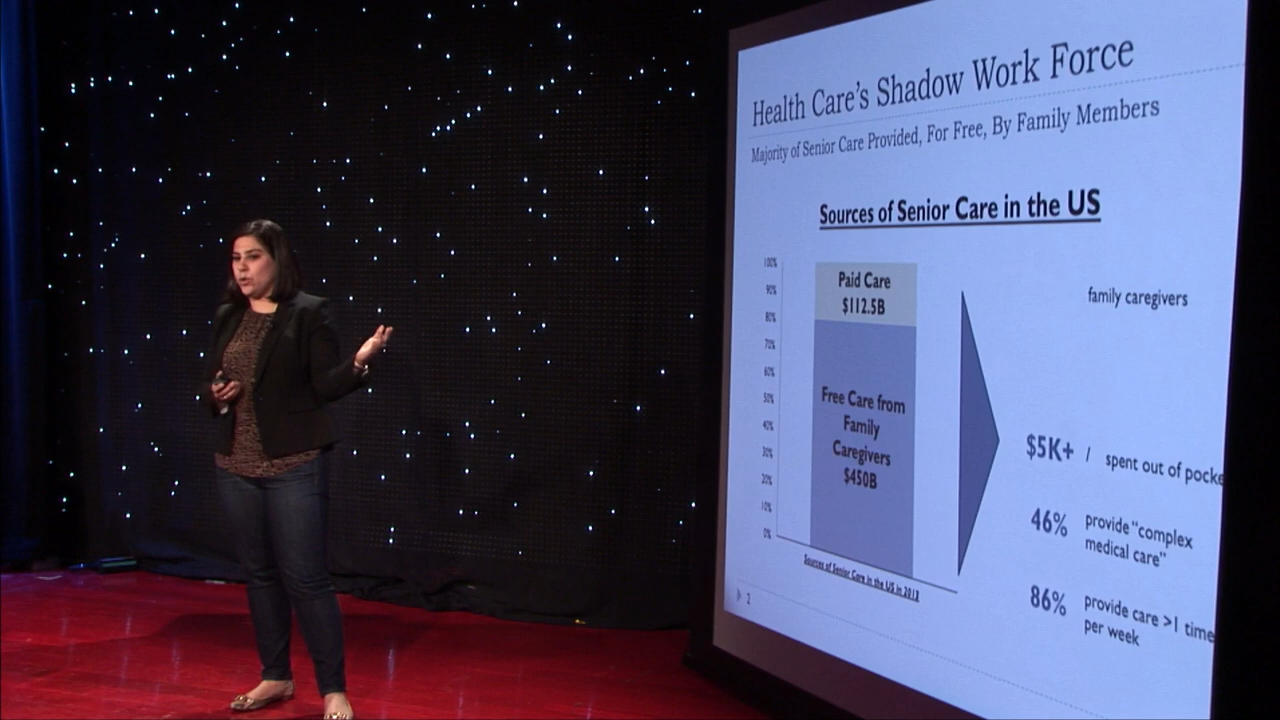 Health Care's Shadow Work Force
Majority of Senior Care Provided, For Free, By Family Members
Sources of Senior Care in the US
100%
90%
80%
70%
60%
50%
40%
30%
20%
10%
0%
Paid Care
$112.5B
Free Care from
Family
Caregivers
$450B
Sources of Senior Care in the US in 2013
family caregivers
$5K+ / spent out of pocke
46% provide "complex
medical care"
86% provide care >1 time
per week
2